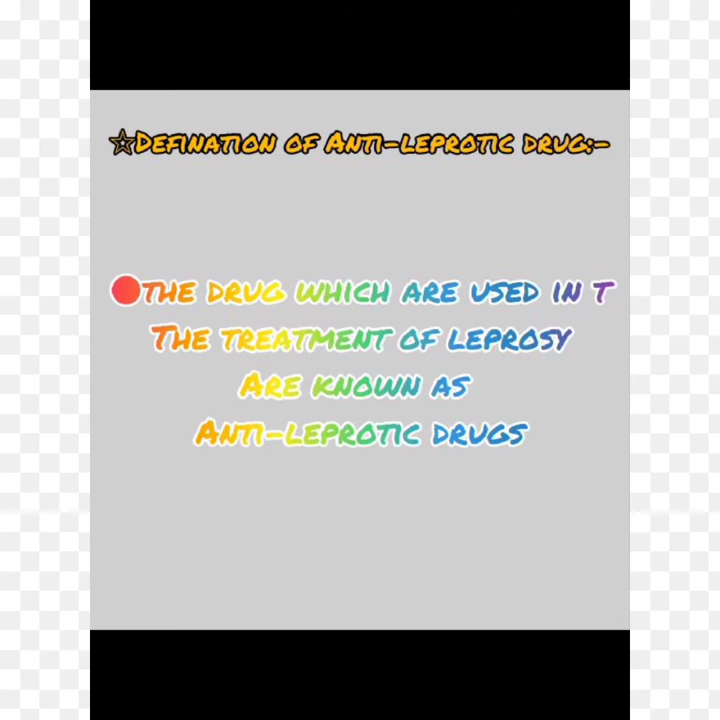 ☆Defination of Anti-leprotic drug:-
🔴the drug which are used in t
The treatment of leprosy
Are known as
Anti-leprotic drugs